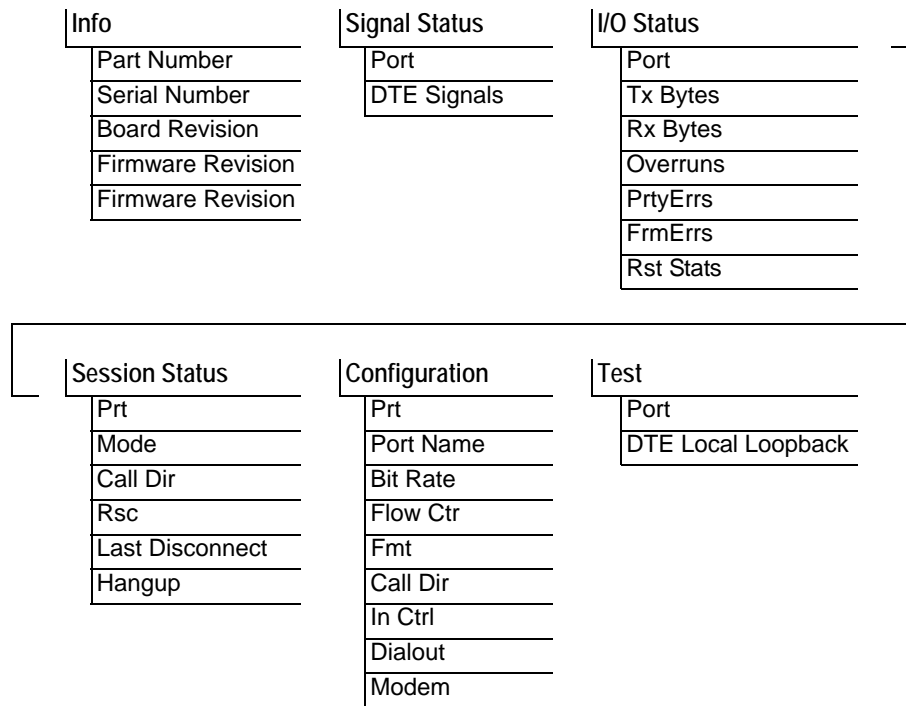 Info
Part Number
Serial Number
Board Revision
Firmware Revision
Firmware Revision
Signal Status
Port
DTE Signals
I/O Status
Port
Tx Bytes
Rx Bytes
Overruns
PrtyErrs
FrmErrs
Rst Stats
Session Status
Prt
Mode
Call Dir
Rsc
Last Disconnect
Hangup
Configuration
Prt
Port Name
Bit Rate
Flow Ctr
Fmt
Call Dir
In Ctrl
Dialout
Modem
Test
Port
DTE Local Loopback